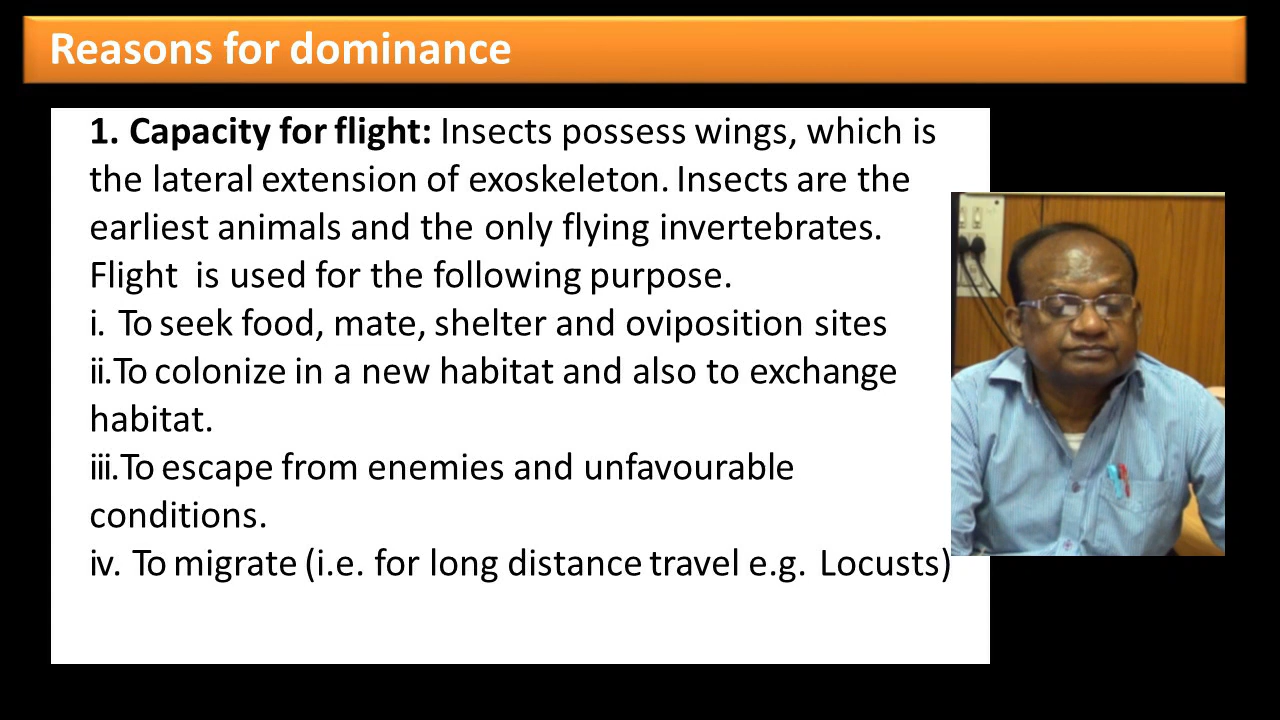 Reasons for dominance
1. Capacity for flight: Insects possess wings, which is
the lateral extension of exoskeleton. Insects are the
earliest animals and the only flying invertebrates.
Flight is used for the following purpose.
i. To seek food, mate, shelter and oviposition sites
ii.To colonize in a new habitat and also to exchange
habitat.
iii.To escape from enemies and unfavourable
conditions.
iv. To migrate (i.e. for long distance travel e.g. Locusts)